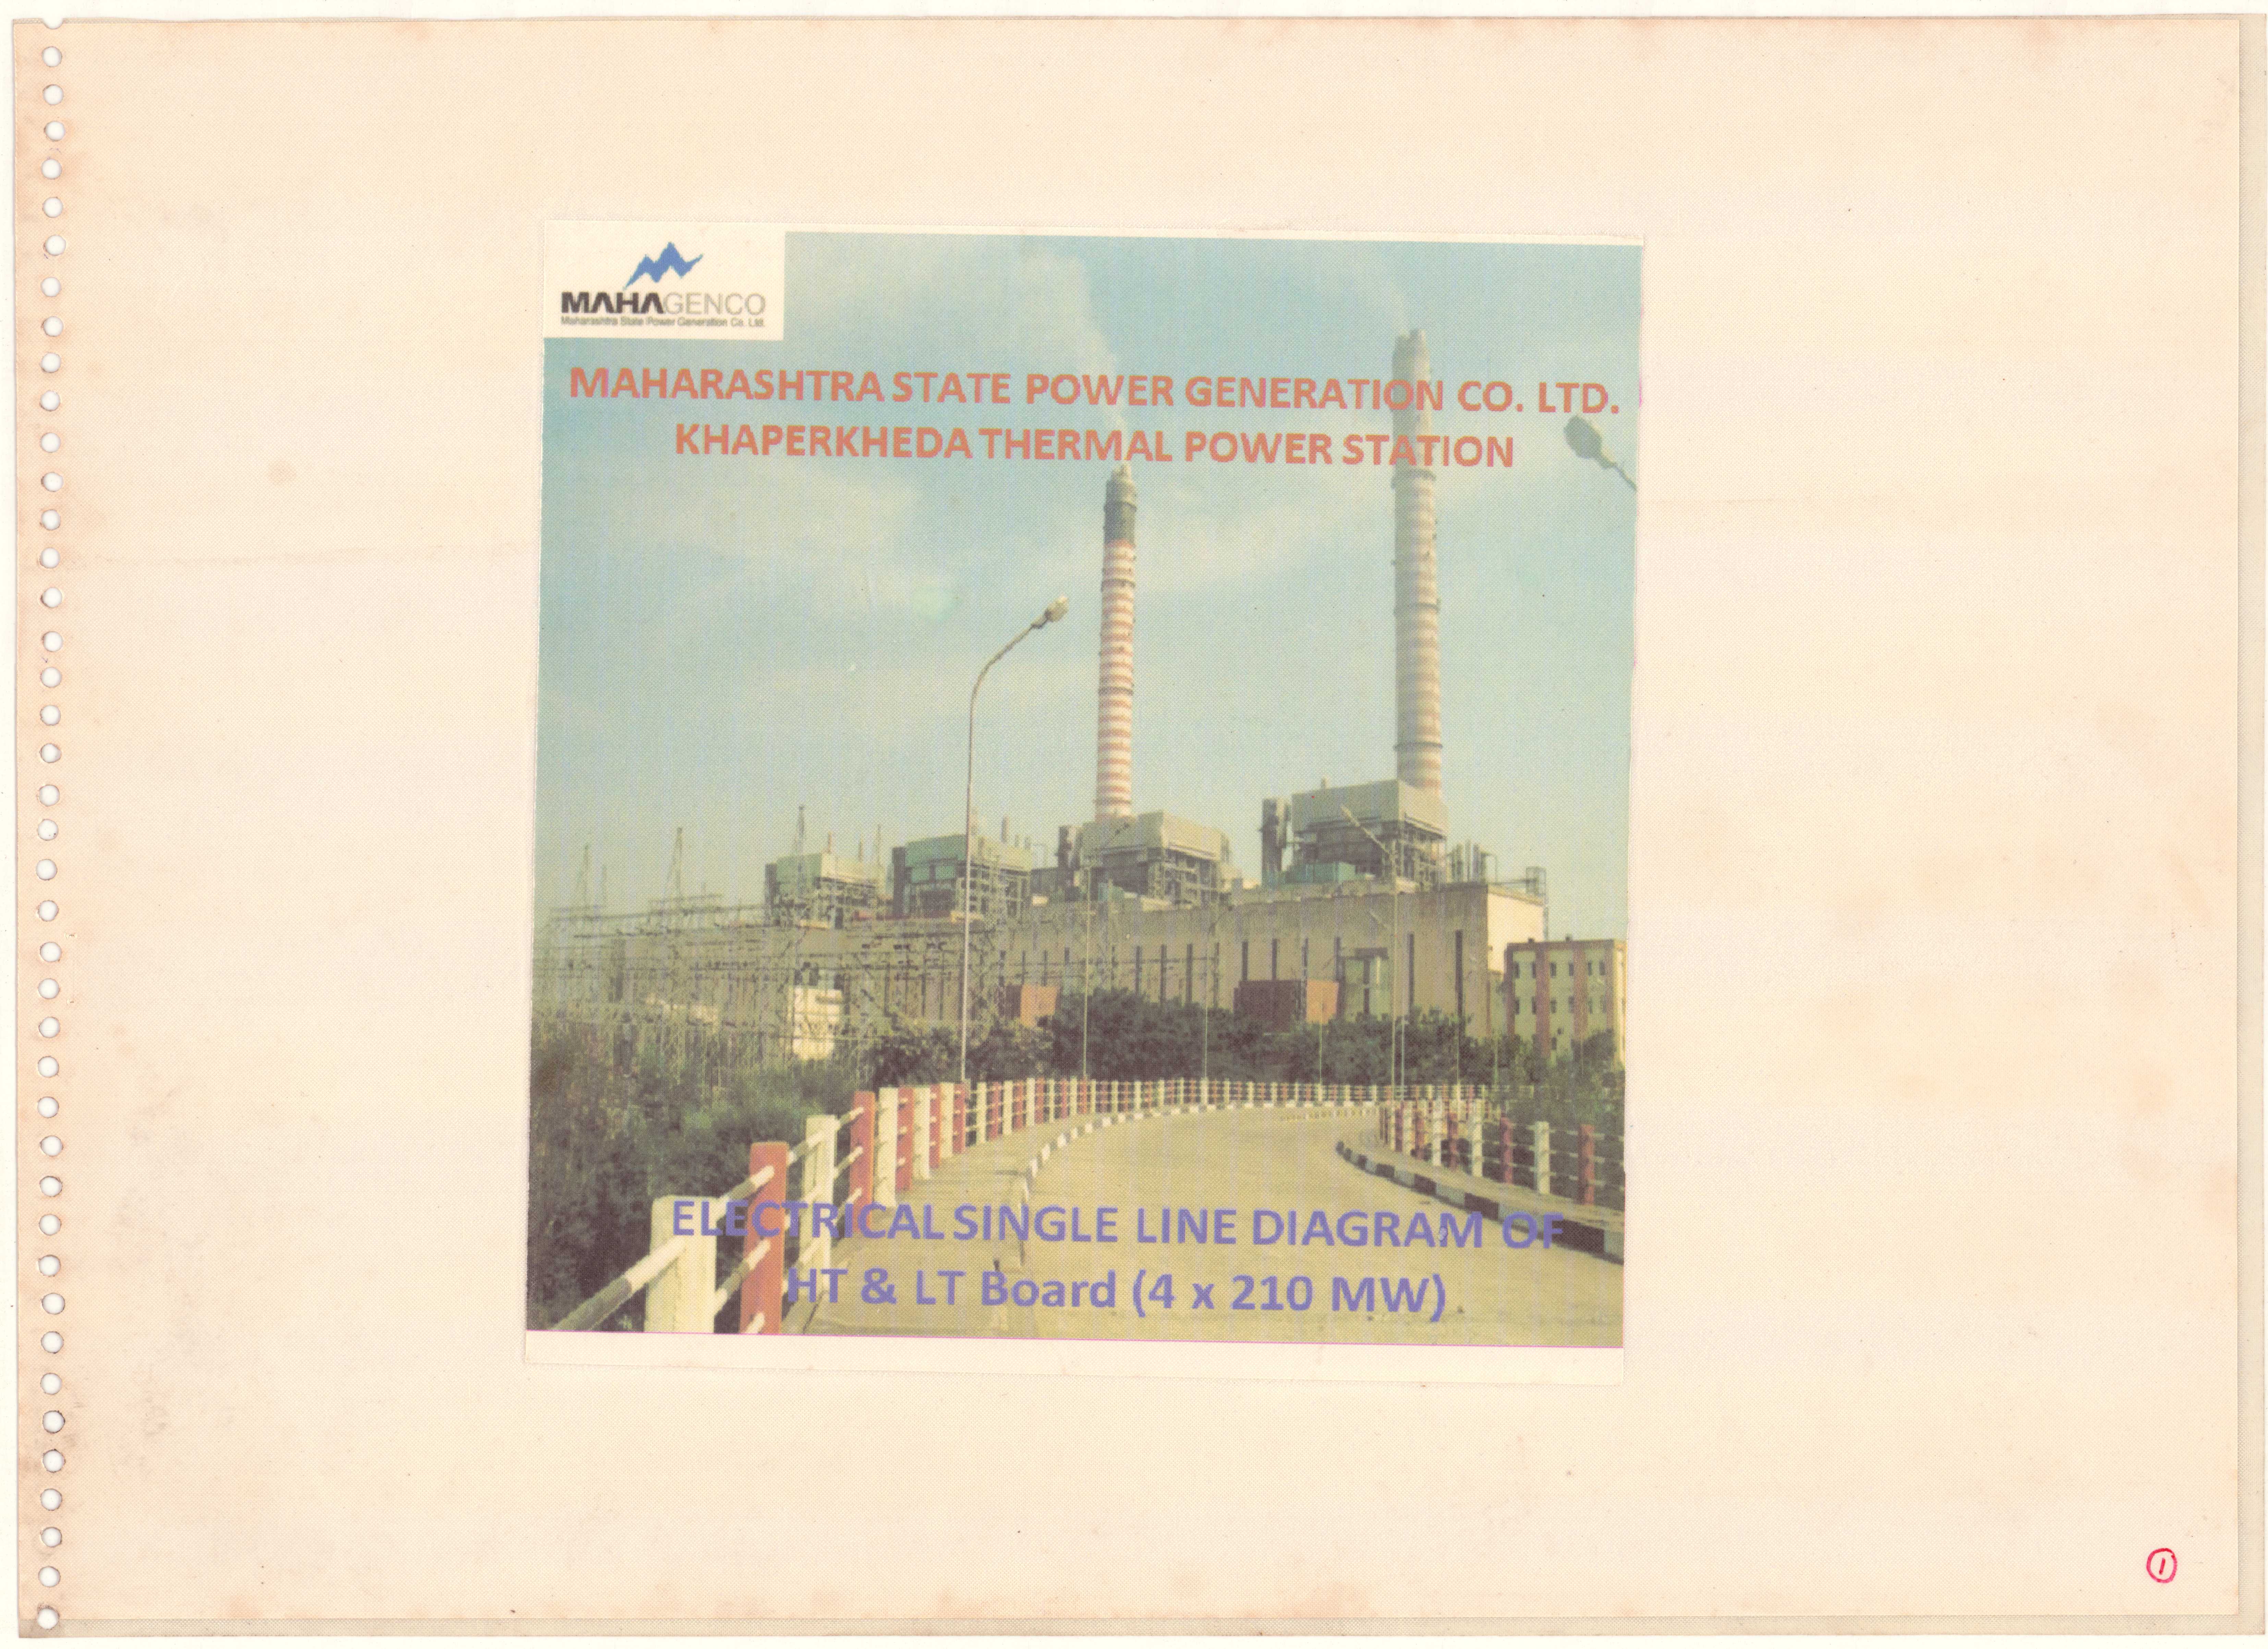 MAHAGENCO
Maharashtra State Power Generation Co. Ltd.
MAHARASHTRA STATE POWER GENERATION CO. LTD.
KHAPERKHEDA THERMAL POWER STATION
ELECTRICAL SINGLE LINE DIAGRAM OF
HT & LT Board (4 x 210 MW)
1